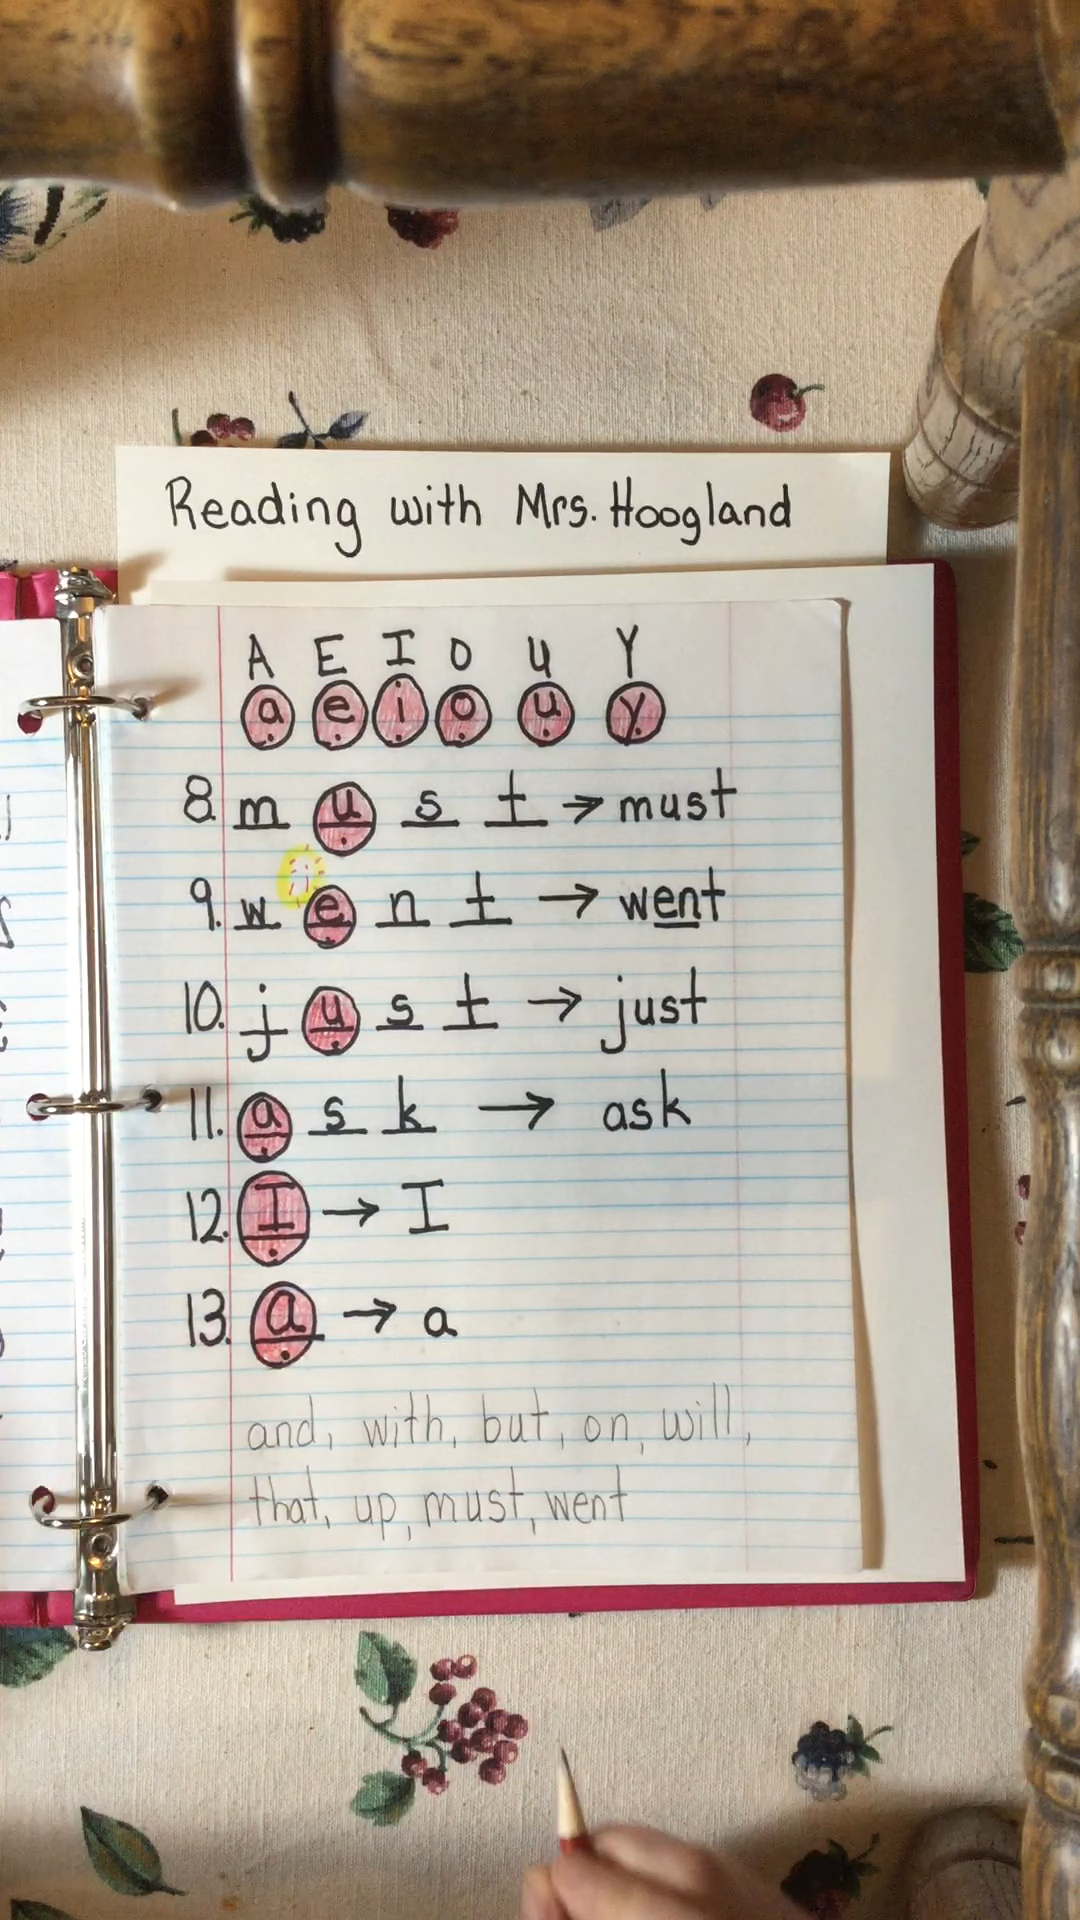 Reading with Mrs. Hoogland
A E I O U Y
a e i o u y
8. m u s t → must
i
9. w e n t → went
10. j u s t → just
11. a s k → ask
12. I → I
13. a → a
and, with, but, on, will,
that, up, must, went